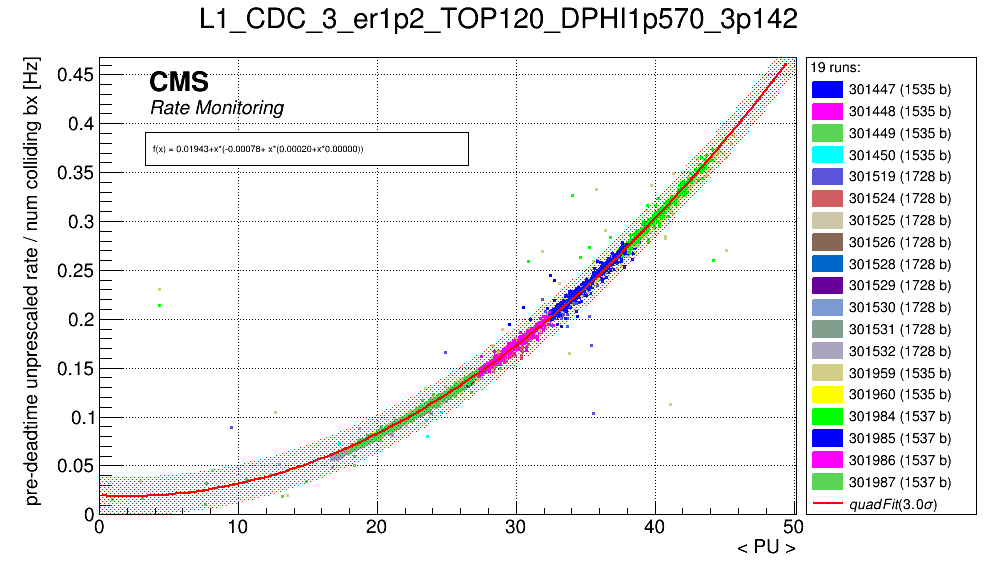 L1_CDC_3_er1p2_TOP120_DPHI1p570_3p142
pre-deadtime unprescaled rate / num colliding bx [Hz]
CMS
Rate Monitoring
f(x) = 0.01943+x*(-0.00078+ x*(0.00020+x*0.00000))
0.45
0.4
0.35
0.3
0.25
0.2
0.15
0.1
0.05
0
0 10 20 30 40 50
< PU >
19 runs:
301447 (1535 b)
301448 (1535 b)
301449 (1535 b)
301450 (1535 b)
301519 (1728 b)
301524 (1728 b)
301525 (1728 b)
301526 (1728 b)
301528 (1728 b)
301529 (1728 b)
301530 (1728 b)
301531 (1728 b)
301532 (1728 b)
301959 (1535 b)
301960 (1535 b)
301984 (1537 b)
301985 (1537 b)
301986 (1537 b)
301987 (1537 b)
quadFit(3.0σ)